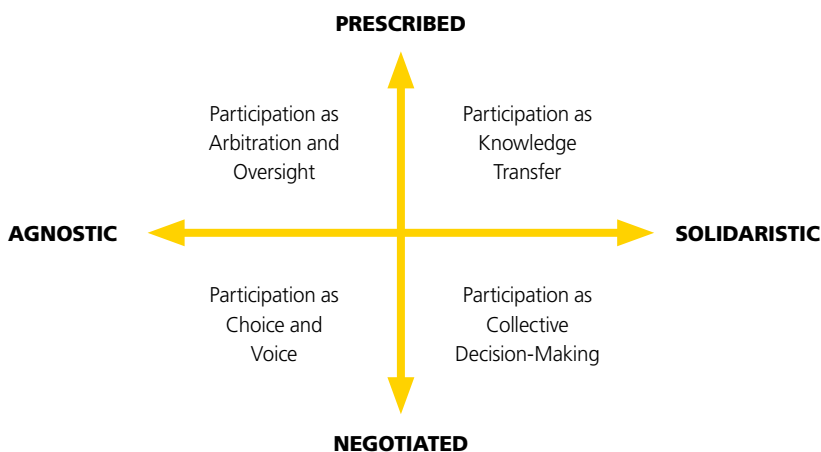 PRESCRIBED
Participation as
Arbitration and
Oversight
Participation as
Knowledge
Transfer
AGNOSTIC
SOLIDARISTIC
Participation as
Choice and
Voice
Participation as
Collective
Decision-Making
NEGOTIATED